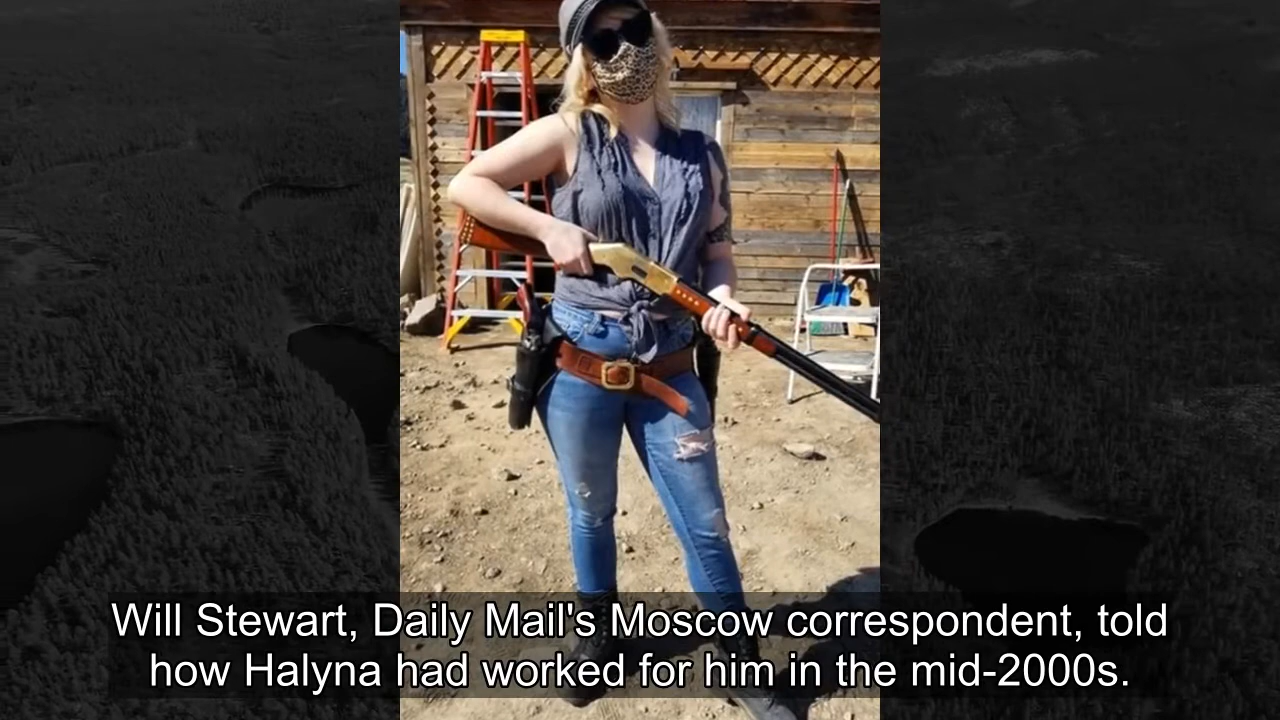 Will Stewart, Daily Mail's Moscow correspondent, told
how Halyna had worked for him in the mid-2000s.